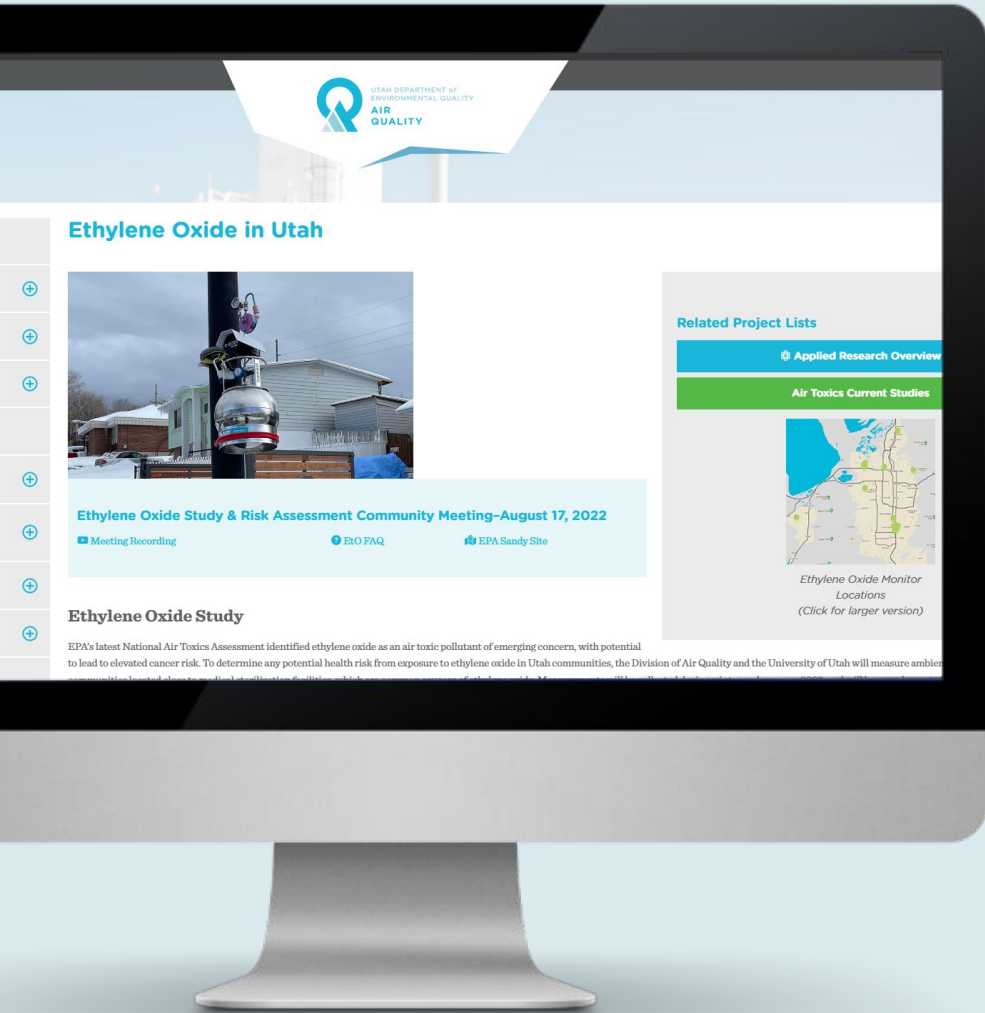 UTAH DEPARTMENT of
ENVIRONMENTAL QUALITY
AIR
QUALITY
Ethylene Oxide in Utah
Ethylene Oxide Study & Risk Assessment Community Meeting–August 17, 2022
Meeting Recording
EtO FAQ
EPA Sandy Site
Ethylene Oxide Study
EPA's latest National Air Toxics Assessment identified ethylene oxide as an air toxic pollutant of emerging concern, with potential
to lead to elevated cancer risk. To determine any potential health risk from exposure to ethylene oxide in Utah communities, the Division of Air Quality and the University of Utah will measure
Related Project Lists
Applied Research Overview
Air Toxics Current Studies
Ethylene Oxide Monitor
Locations
(Click for larger version)